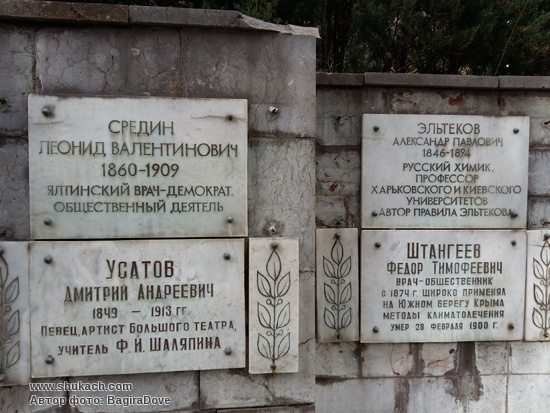 СРЕДИН
ЛЕОНИД ВАЛЕНТИНОВИЧ
1860-1909
ЯЛТИНСКИЙ ВРАЧ-ДЕМОКРАТ.
ОБЩЕСТВЕННЫЙ ДЕЯТЕЛЬ
УСАТОВ
ДМИТРИЙ АНДРЕЕВИЧ
1849 — 1913 ГГ.
ПЕВЕЦ, АРТИСТ БОЛЬШОГО ТЕАТРА,
УЧИТЕЛЬ Ф. И. ШАЛЯПИНА
ЭЛЬТЕКОВ
АЛЕКСАНДР ПАВЛОВИЧ
1846-1894
РУССКИЙ ХИМИК.
ПРОФЕССОР
ХАРЬКОВСКОГО И КИЕВСКОГО
УНИВЕРСИТЕТОВ
АВТОР ПРАВИЛА ЭЛЬТЕКОВА
ШТАНГЕЕВ
ФЕДОР ТИМОФЕЕВИЧ
ВРАЧ-ОБЩЕСТВЕННИК
С 1874 Г. ШИРОКО ПРИМЕНЯЛ
НА ЮЖНОМ БЕРЕГУ КРЫМА
МЕТОДЫ КЛИМАТОЛЕЧЕНИЯ
УМЕР 28 ФЕВРАЛЯ 1900 Г.
www.shukach.com
Автор фото: BagiraDove